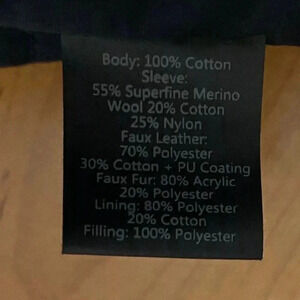 Body: 100% Cotton
Sleeve:
55% Superfine Merino
Wool 20% Cotton
25% Nylon
Faux Leather:
70% Polyester
30% Cotton + PU Coating
Faux Fur: 80% Acrylic
20% Polyester
Lining: 80% Polyester
20% Cotton
Filling: 100% Polyester